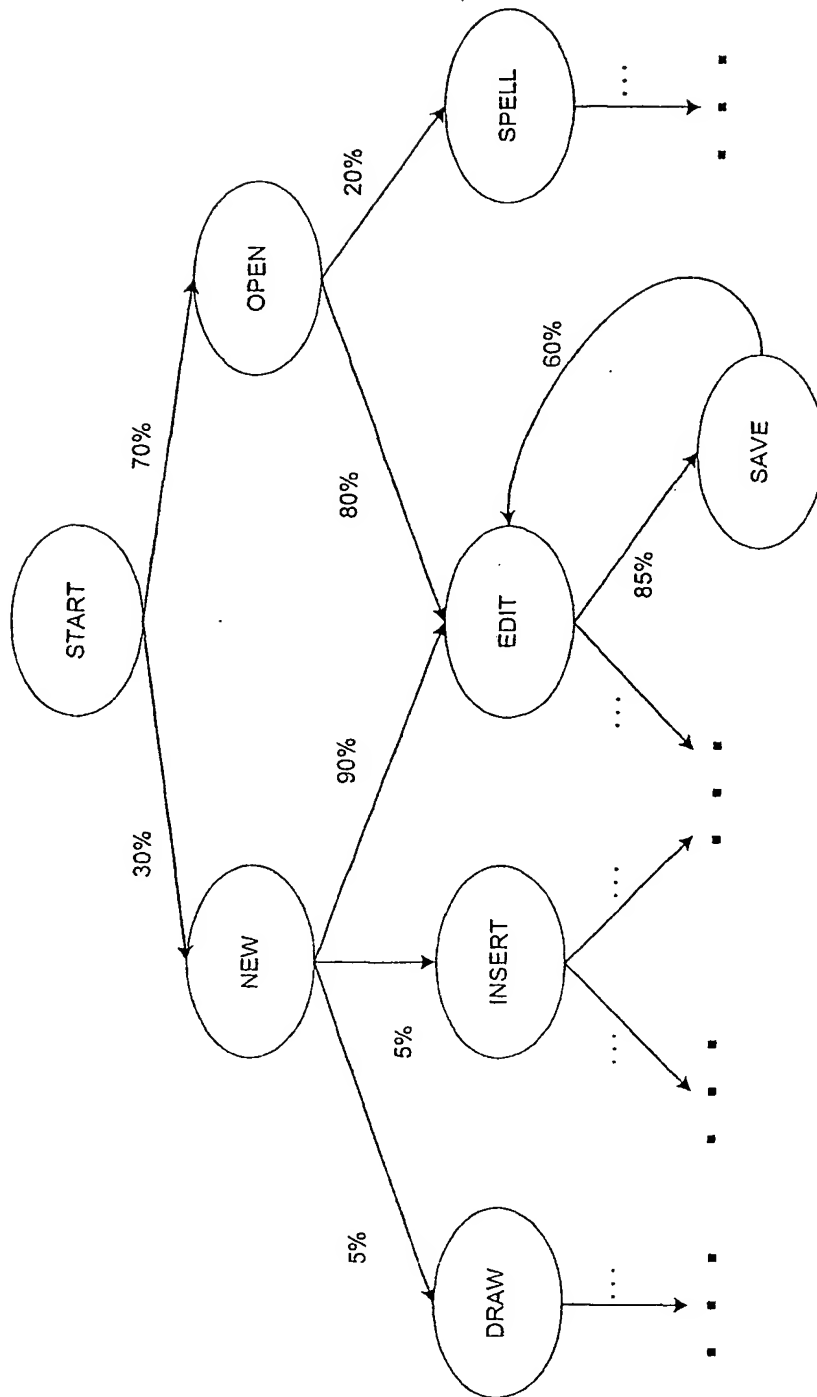 START
30%
70%
NEW
OPEN
5%
5%
90%
80%
20%
DRAW
INSERT
EDIT
SPELL
...
...
...
...
85%
60%
...
SAVE